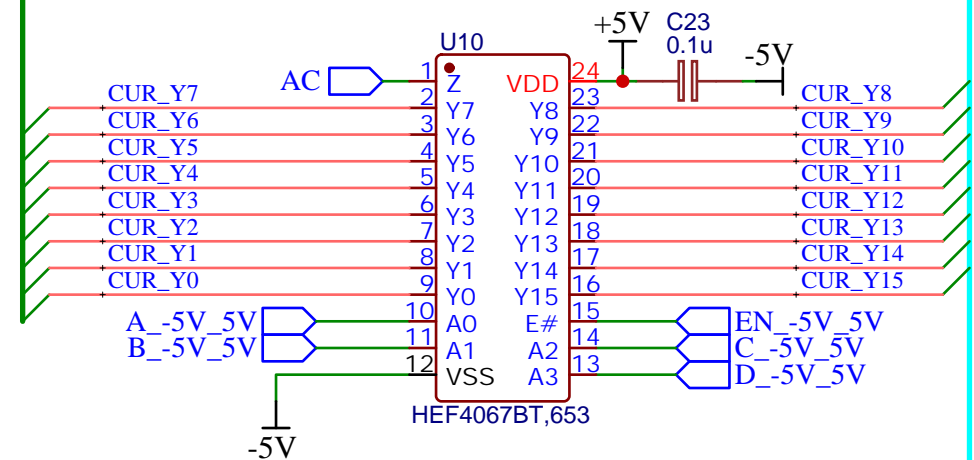 +5V C23
0.1u
-5V
U10
AC 1 Z VDD 24
CUR_Y7 2 Y7 Y8 23 CUR_Y8
CUR_Y6 3 Y6 Y9 22 CUR_Y9
CUR_Y5 4 Y5 Y10 21 CUR_Y10
CUR_Y4 5 Y4 Y11 20 CUR_Y11
CUR_Y3 6 Y3 Y12 19 CUR_Y12
CUR_Y2 7 Y2 Y13 18 CUR_Y13
CUR_Y1 8 Y1 Y14 17 CUR_Y14
CUR_Y0 9 Y0 Y15 16 CUR_Y15
A_-5V_5V 10 A0 E# 15 EN_-5V_5V
B_-5V_5V 11 A1 A2 14 C_-5V_5V
12 VSS A3 13 D_-5V_5V
HEF4067BT,653
-5V